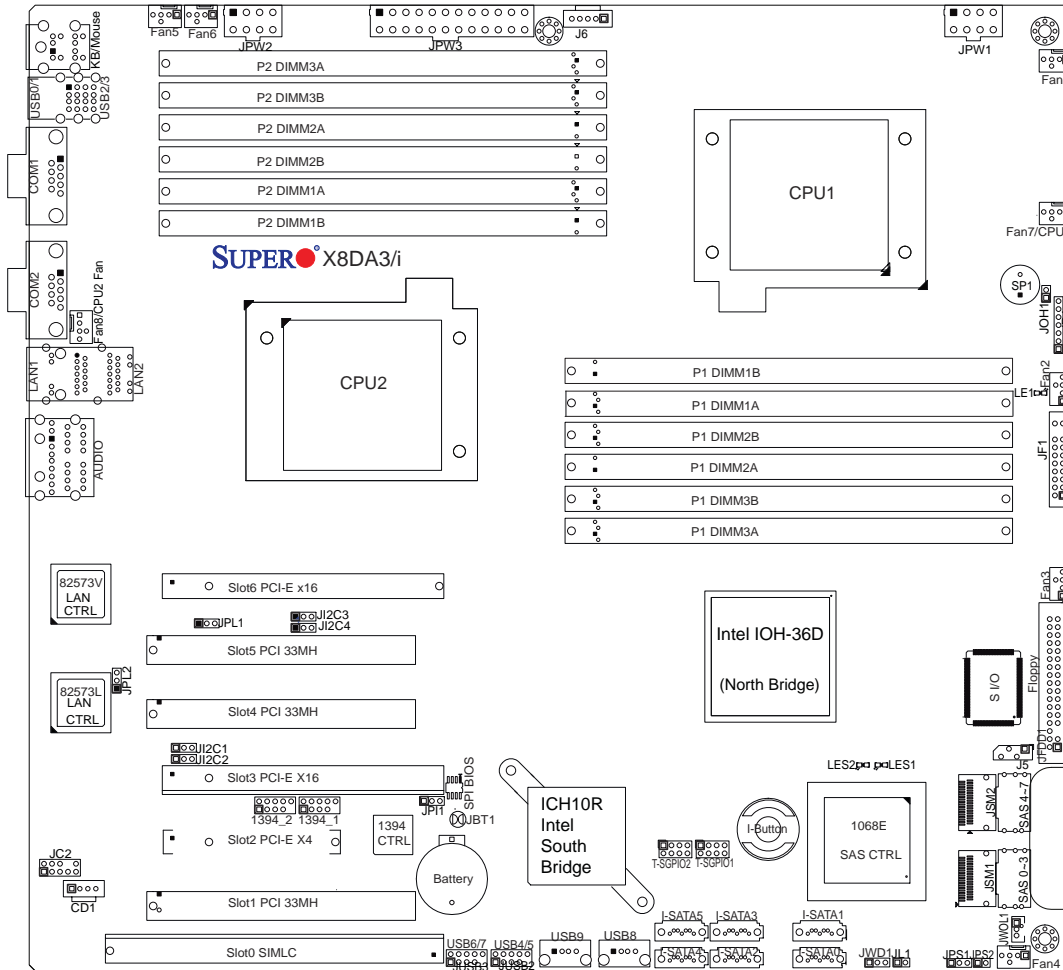 Fan5
Fan6
JPW2
JPW3
J6
JPW1
Fan
KB/Mouse
USB0/1
USB2/3
COM1
COM2
Fan8/CPU2 Fan
LAN1
LAN2
AUDIO
P2 DIMM3A
P2 DIMM3B
P2 DIMM2A
P2 DIMM2B
P2 DIMM1A
P2 DIMM1B
SUPER X8DA3/i
CPU1
CPU2
Fan7/CPU
SP1
JOH1
LE1
Fan2
JF1
P1 DIMM1B
P1 DIMM1A
P1 DIMM2B
P1 DIMM2A
P1 DIMM3B
P1 DIMM3A
82573V
LAN
CTRL
Slot6 PCI-E x16
JPL1
JI2C3
JI2C4
Slot5 PCI 33MH
82573L
LAN
CTRL
JPL2
Slot4 PCI 33MH
JI2C1
JI2C2
Slot3 PCI-E X16
SPI BIOS
1394_2
1394_1
JPI1
JBT1
Slot2 PCI-E X4
1394
CTRL
JC2
CD1
Battery
Slot1 PCI 33MH
Slot0 SIMLC
Intel IOH-36D
(North Bridge)
ICH10R
Intel
South
Bridge
Fan3
Floppy
S I/O
JFDD1
J5
LES2
LES1
T-SGPIO2
T-SGPIO1
I-Button
1068E
SAS CTRL
JSM2
SAS 4~7
JSM1
SAS 0~3
USB6/7
JUSB3
USB4/5
JUSB2
USB9
USB8
I-SATA5
I-SATA3
I-SATA1
I-SATA4
I-SATA2
I-SATA0
JWD1
JL1
JWOL1
JPS1
JPS2
Fan4